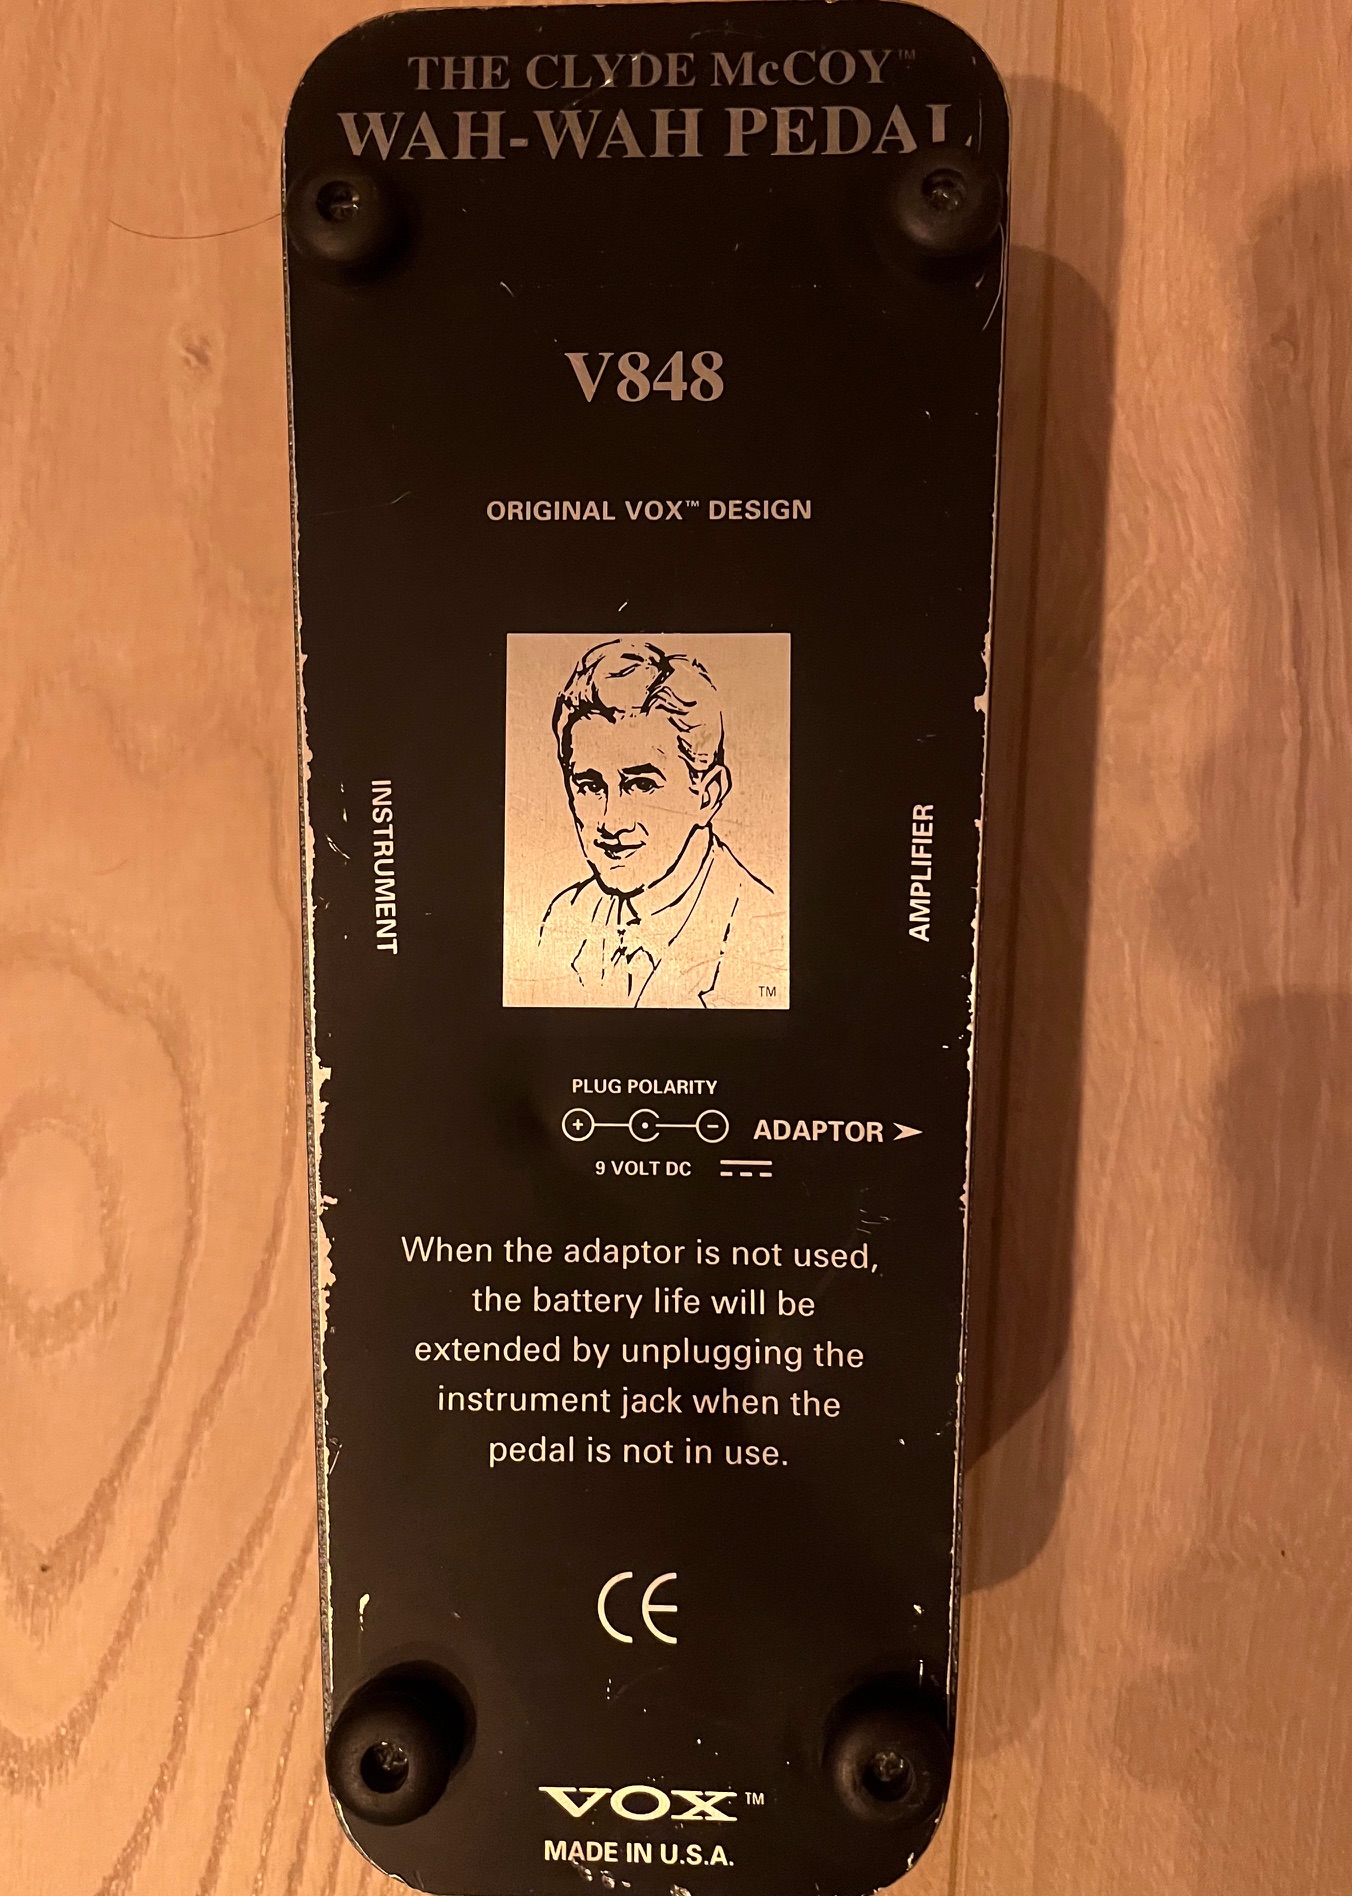 THE CLYDE McCOY™
WAH-WAH PEDAL
V848
ORIGINAL VOX™ DESIGN
INSTRUMENT
AMPLIFIER
TM
PLUG POLARITY
+ -
ADAPTOR
9 VOLT DC
When the adaptor is not used,
the battery life will be
extended by unplugging the
instrument jack when the
pedal is not in use.
CE
VOX™
MADE IN U.S.A.